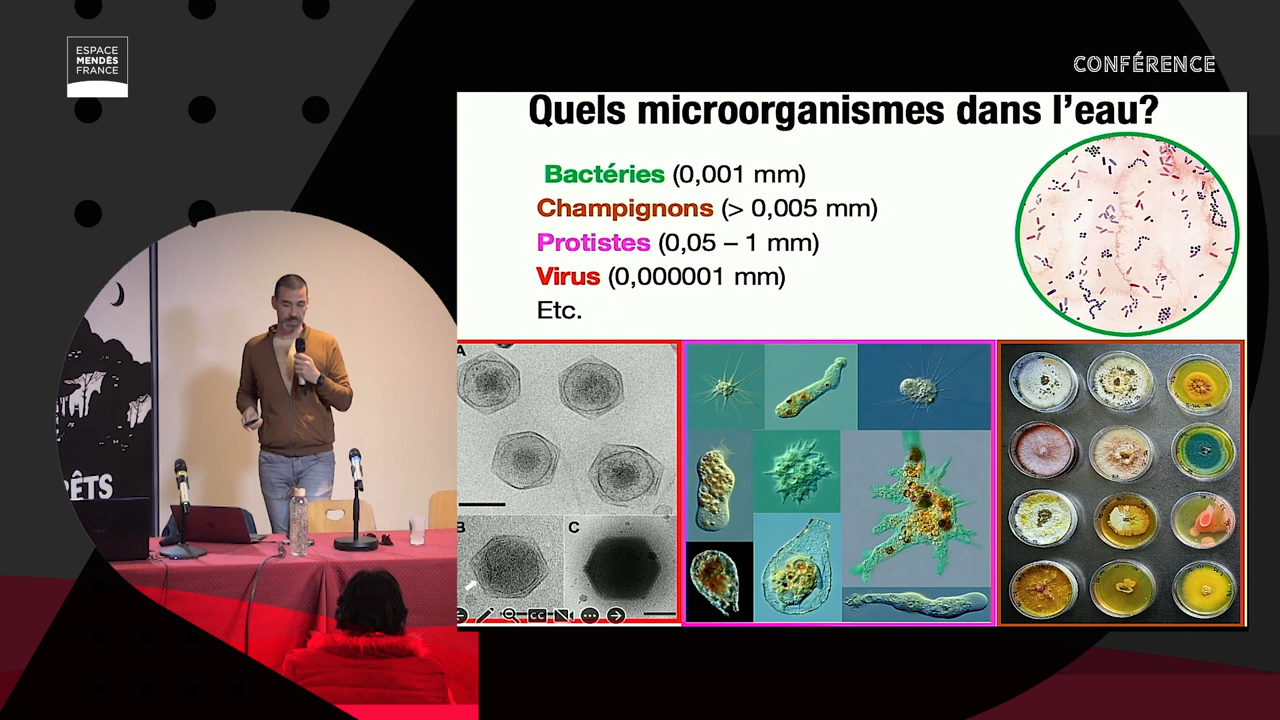 ESPACE
MENDÈS
FRANCE
CONFÉRENCE
Quels microorganismes dans l’eau?
Bactéries (0,001 mm)
Champignons (> 0,005 mm)
Protistes (0,05 – 1 mm)
Virus (0,000001 mm)
Etc.
A
B
C
CC
ÊTS